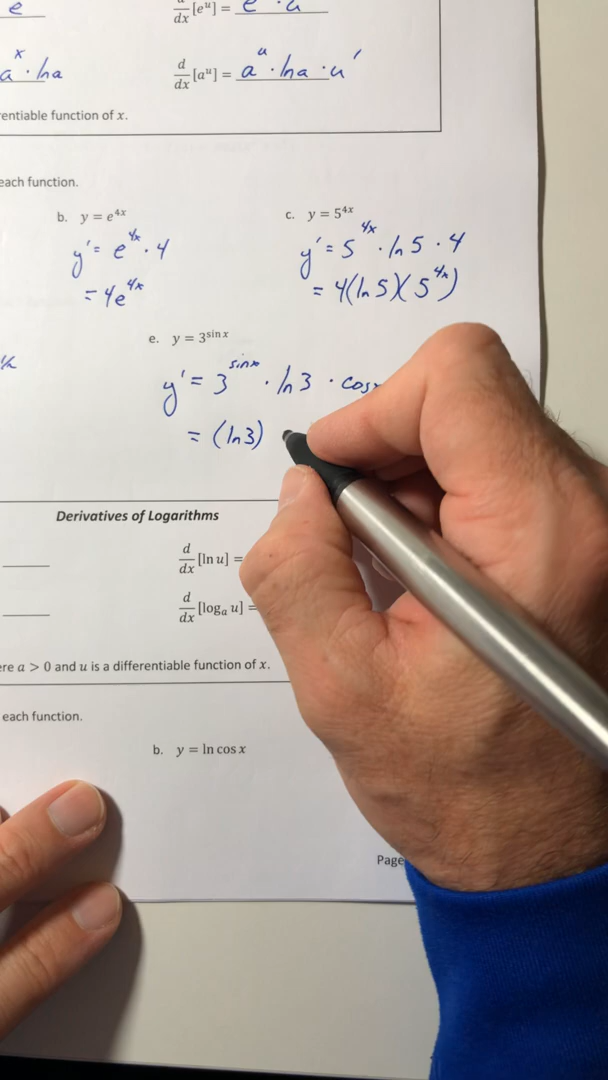 e
d/dx [e^u] = e^u · u
a^x · ln a
d/dx [a^u] = a^u · ln a · u'
rentiable function of x.
each function.
b. y = e^{4x}
c. y = 5^{4x}
y' = e^{4x} · 4
y' = 5^{4x} · ln 5 · 4
= 4e^{4x}
= 4(ln 5)(5^{4x})
e. y = 3^{sin x}
y' = 3^{sin x} · ln 3 · cos
= (ln 3)
Derivatives of Logarithms
d/dx [ln u] =
d/dx [log_a u] =
ere a > 0 and u is a differentiable function of x.
each function.
b. y = ln cos x
Page